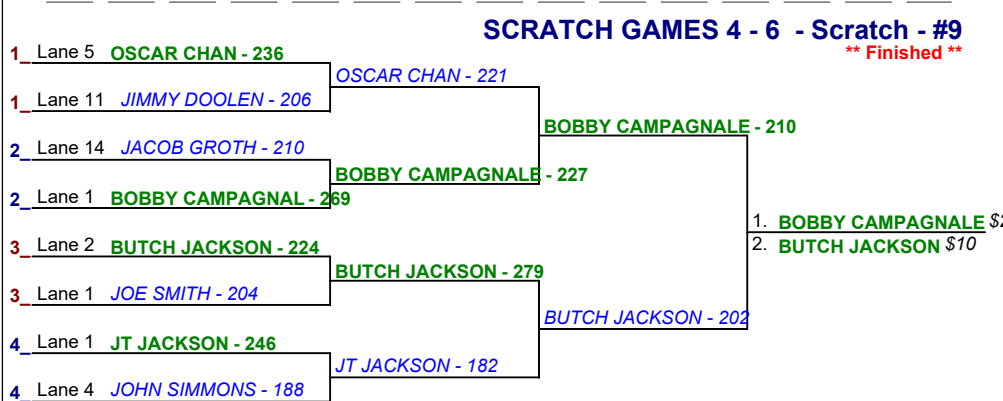 SCRATCH GAMES 4 - 6 - Scratch - #9
** Finished **
1_ Lane 5 OSCAR CHAN - 236
OSCAR CHAN - 221
1_ Lane 11 JIMMY DOOLEN - 206
BOBBY CAMPAGNALE - 210
2_ Lane 14 JACOB GROTH - 210
BOBBY CAMPAGNALE - 227
2_ Lane 1 BOBBY CAMPAGNAL - 269
1. BOBBY CAMPAGNALE $2
2. BUTCH JACKSON $10
3_ Lane 2 BUTCH JACKSON - 224
BUTCH JACKSON - 279
3_ Lane 1 JOE SMITH - 204
BUTCH JACKSON - 202
4_ Lane 1 JT JACKSON - 246
JT JACKSON - 182
4_ Lane 4 JOHN SIMMONS - 188